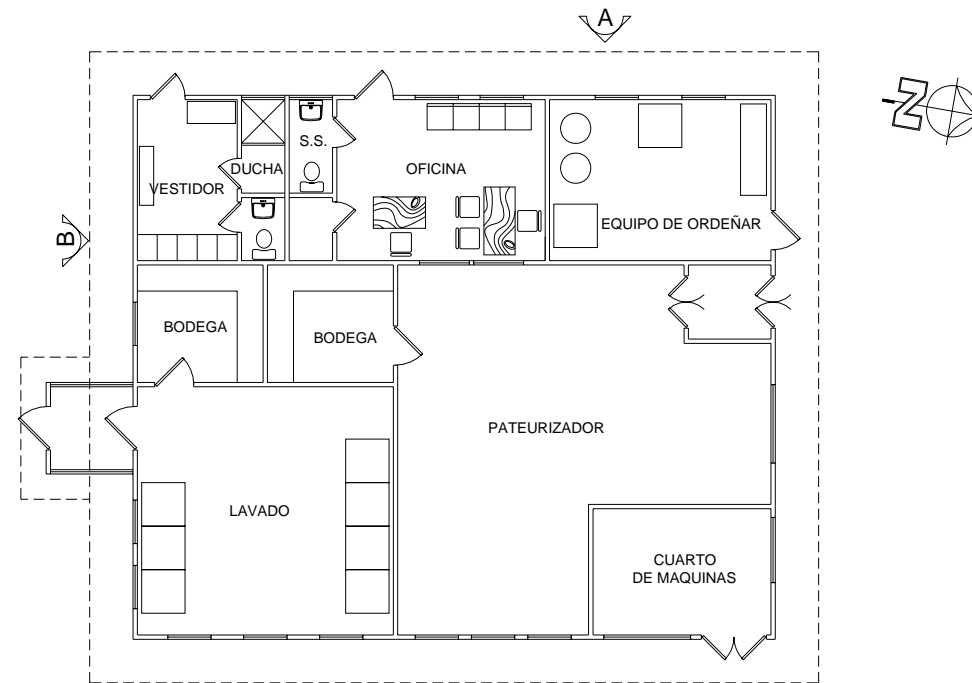 A
N
S.S.
DUCHA
OFICINA
VESTIDOR
EQUIPO DE ORDEÑAR
B
BODEGA
BODEGA
PATEURIZADOR
LAVADO
CUARTO
DE MAQUINAS